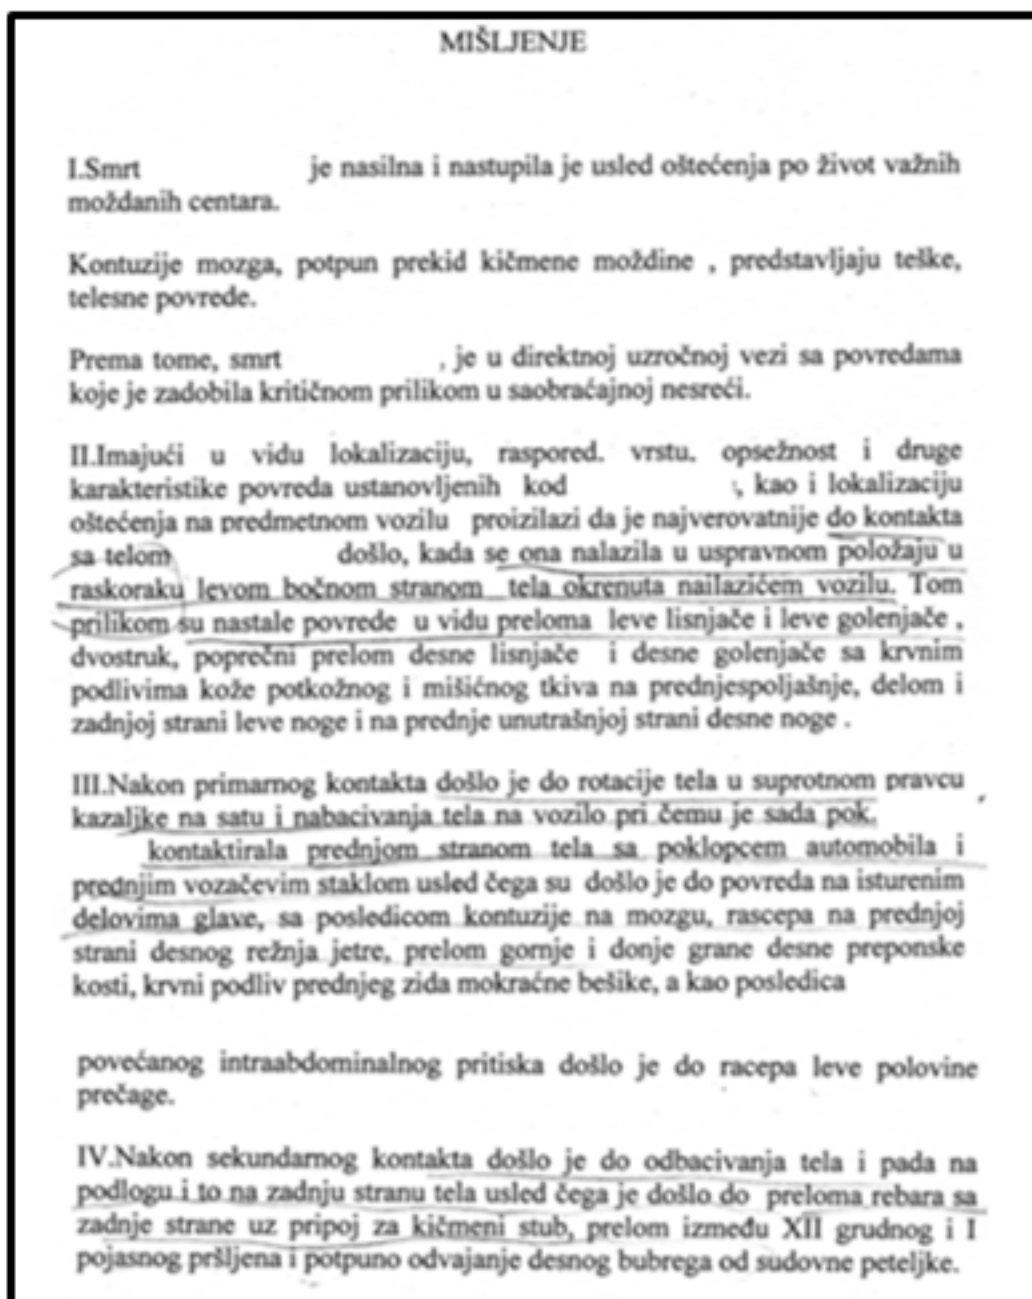 MIŠLJENJE
I.Smrt je nasilna i nastupila je usled oštećenja po život važnih
moždanih centara.
Kontuzije mozga, potpun prekid kičmene moždine , predstavljaju teške,
telesne povrede.
Prema tome, smrt , je u direktnoj uzročnoj vezi sa povredama
koje je zadobila kritičnom prilikom u saobraćajnoj nesreći.
II.Imajući u vidu lokalizaciju, raspored. vrstu. opsežnost i druge
karakteristike povreda ustanovljenih kod , kao i lokalizaciju
oštećenja na predmetnom vozilu proizilazi da je najverovatnije do kontakta
sa telom došlo, kada se ona nalazila u uspravnom položaju u
raskoraku levom bočnom stranom tela okrenuta nailazićem vozilu. Tom
prilikom su nastale povrede u vidu preloma leve lisnjače i leve golenjače ,
dvostruk, poprečni prelom desne lisnjače i desne golenjače sa krvnim
podlivima kože potkožnog i mišićnog tkiva na prednjespoljašnje, delom i
zadnjoj strani leve noge i na prednje unutrašnjoj strani desne noge .
III.Nakon primarnog kontakta došlo je do rotacije tela u suprotnom pravcu
kazaljke na satu i nabacivanja tela na vozilo pri čemu je sada pok.
kontaktirala prednjom stranom tela sa poklopcem automobila i
prednjim vozačevim staklom usled čega su došlo je do povreda na isturenim
delovima glave, sa posledicom kontuzije na mozgu, rascepa na prednjoj
strani desnog režnja jetre, prelom gornje i donje grane desne preponske
kosti, krvni podliv prednjeg zida mokraćne bešike, a kao posledica
povećanog intraabdominalnog pritiska došlo je do racepa leve polovine
prečage.
IV.Nakon sekundarnog kontakta došlo je do odbacivanja tela i pada na
podlogu i to na zadnju stranu tela usled čega je došlo do preloma rebara sa
zadnje strane uz pripoj za kičmeni stub, prelom između XII grudnog i I
pojasnog pršljena i potpuno odvajanje desnog bubrega od sudovne peteljke.